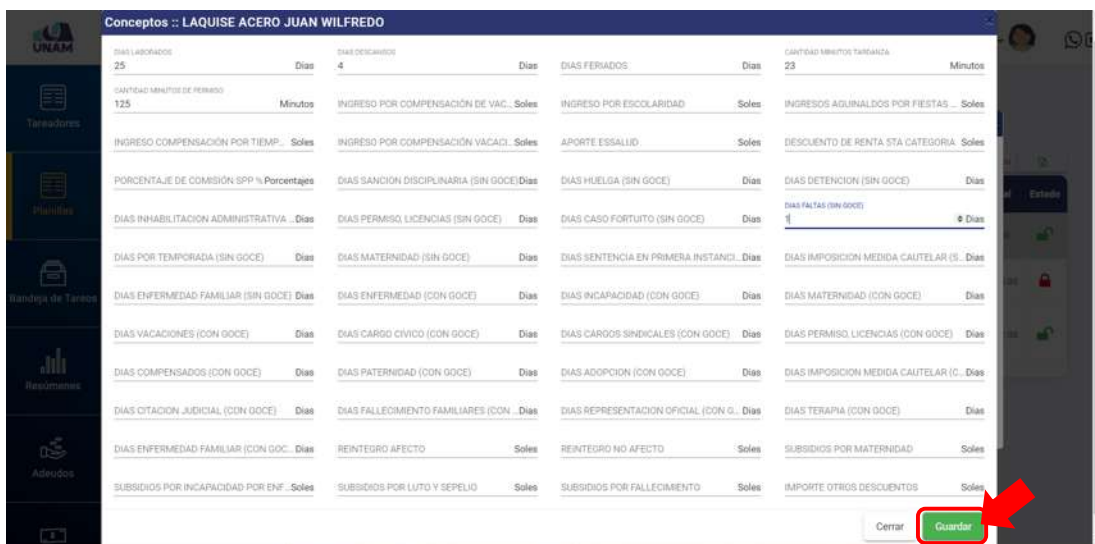 Conceptos :: LAQUISE ACERO JUAN WILFREDO
UNAM
Tareadores
Planillas
Bandeja de Tareos
Resúmenes
Adeudos
DIAS LABORADOS
25 Dias
DIAS DESCANSOS
4 Dias
DIAS FERIADOS Dias
CANTIDAD MINUTOS TARDANZA
23 Minutos
CANTIDAD MINUTOS DE PERMISO
125 Minutos
INGRESO POR COMPENSACIÓN DE VAC... Soles
INGRESO POR ESCOLARIDAD Soles
INGRESOS AGUINALDOS POR FIESTAS ... Soles
INGRESO COMPENSACIÓN POR TIEMP... Soles
INGRESO POR COMPENSACIÓN VACACI... Soles
APORTE ESSALUD Soles
DESCUENTO DE RENTA 5TA CATEGORIA Soles
PORCENTAJE DE COMISIÓN SPP % Porcentajes
DIAS SANCION DISCIPLINARIA (SIN GOCE) Dias
DIAS HUELGA (SIN GOCE) Dias
DIAS DETENCION (SIN GOCE) Dias
DIAS INHABILITACION ADMINISTRATIVA ... Dias
DIAS PERMISO, LICENCIAS (SIN GOCE) Dias
DIAS CASO FORTUITO (SIN GOCE) Dias
DIAS FALTAS (SIN GOCE)
1 Dias
DIAS POR TEMPORADA (SIN GOCE) Dias
DIAS MATERNIDAD (SIN GOCE) Dias
DIAS SENTENCIA EN PRIMERA INSTANCI... Dias
DIAS IMPOSICION MEDIDA CAUTELAR (S... Dias
DIAS ENFERMEDAD FAMILIAR (SIN GOCE) Dias
DIAS ENFERMEDAD (CON GOCE) Dias
DIAS INCAPACIDAD (CON GOCE) Dias
DIAS MATERNIDAD (CON GOCE) Dias
DIAS VACACIONES (CON GOCE) Dias
DIAS CARGO CIVICO (CON GOCE) Dias
DIAS CARGOS SINDICALES (CON GOCE) Dias
DIAS PERMISO, LICENCIAS (CON GOCE) Dias
DIAS COMPENSADOS (CON GOCE) Dias
DIAS PATERNIDAD (CON GOCE) Dias
DIAS ADOPCION (CON GOCE) Dias
DIAS IMPOSICION MEDIDA CAUTELAR (C... Dias
DIAS CITACION JUDICIAL (CON GOCE) Dias
DIAS FALLECIMIENTO FAMILIARES (CON ... Dias
DIAS REPRESENTACION OFICIAL (CON G... Dias
DIAS TERAPIA (CON GOCE) Dias
DIAS ENFERMEDAD FAMILIAR (CON GOC... Dias
REINTEGRO AFECTO Soles
REINTEGRO NO AFECTO Soles
SUBSIDIOS POR MATERNIDAD Soles
SUBSIDIOS POR INCAPACIDAD POR ENF... Soles
SUBSIDIOS POR LUTO Y SEPELIO Soles
SUBSIDIOS POR FALLECIMIENTO Soles
IMPORTE OTROS DESCUENTOS Soles
Estado
Cerrar
Guardar